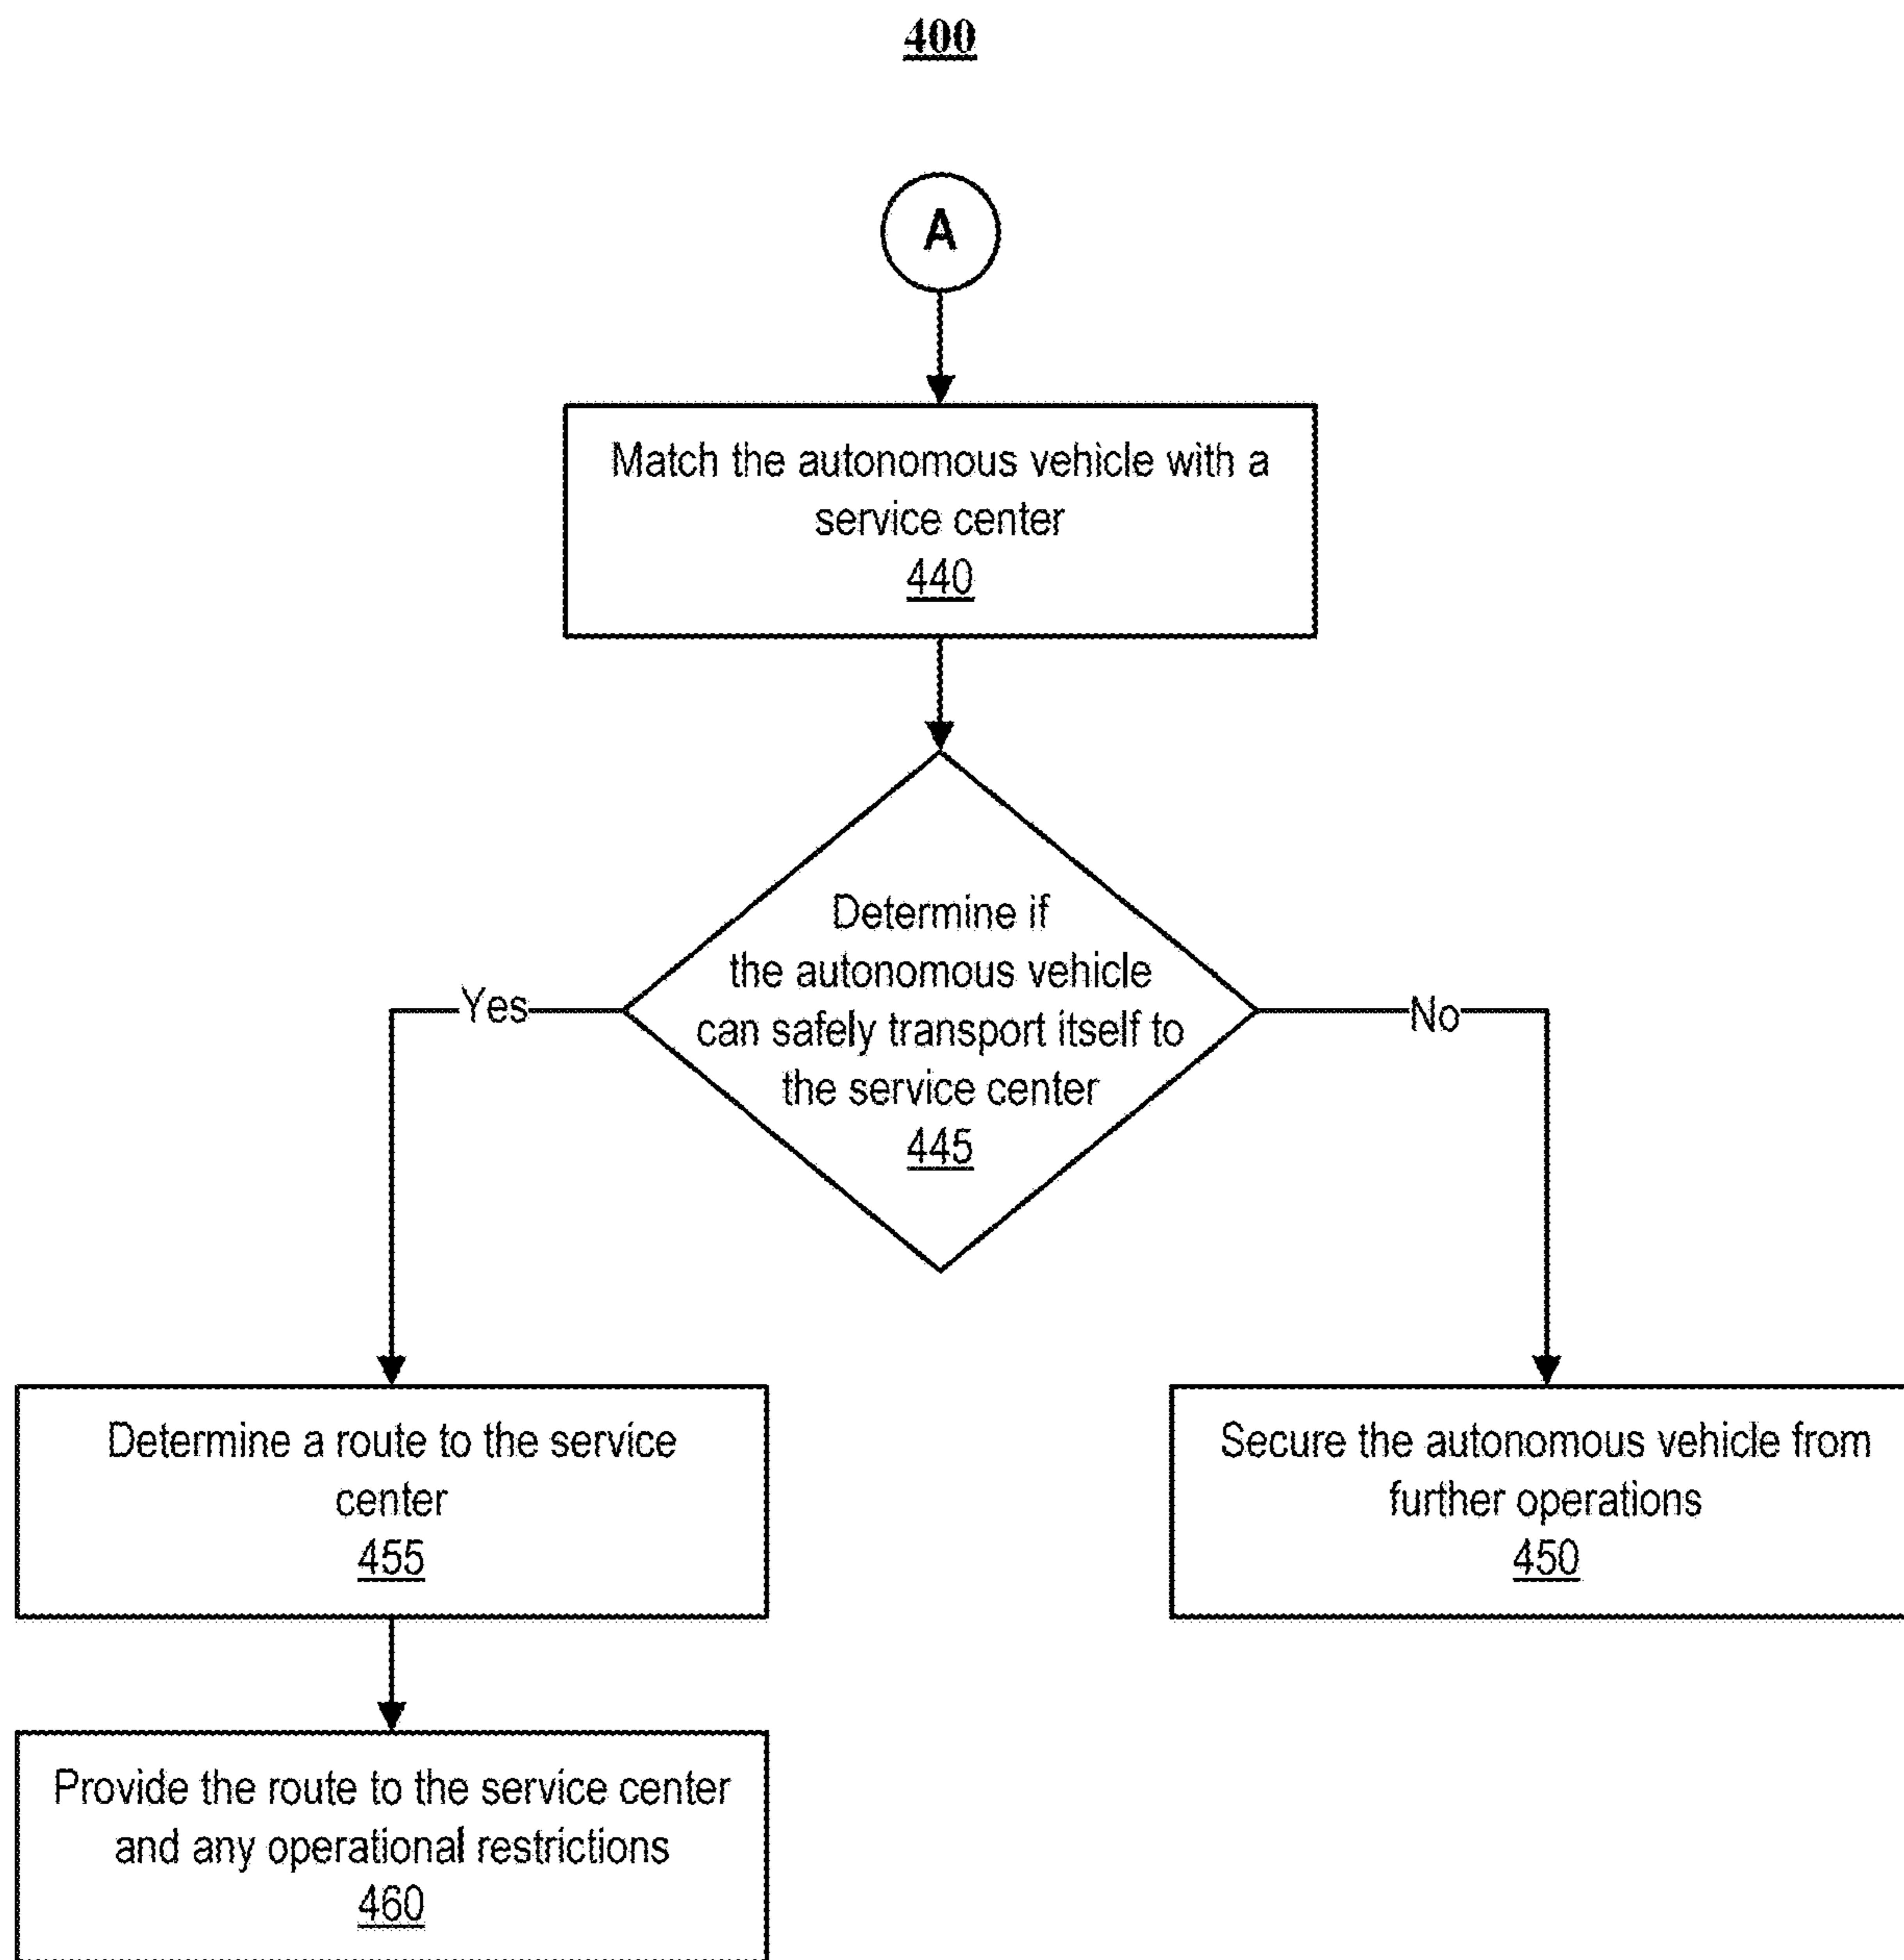 400
A
Match the autonomous vehicle with a
service center
440
Determine if
the autonomous vehicle
can safely transport itself to
the service center
445
Yes
No
Determine a route to the service
center
455
Secure the autonomous vehicle from
further operations
450
Provide the route to the service center
and any operational restrictions
460